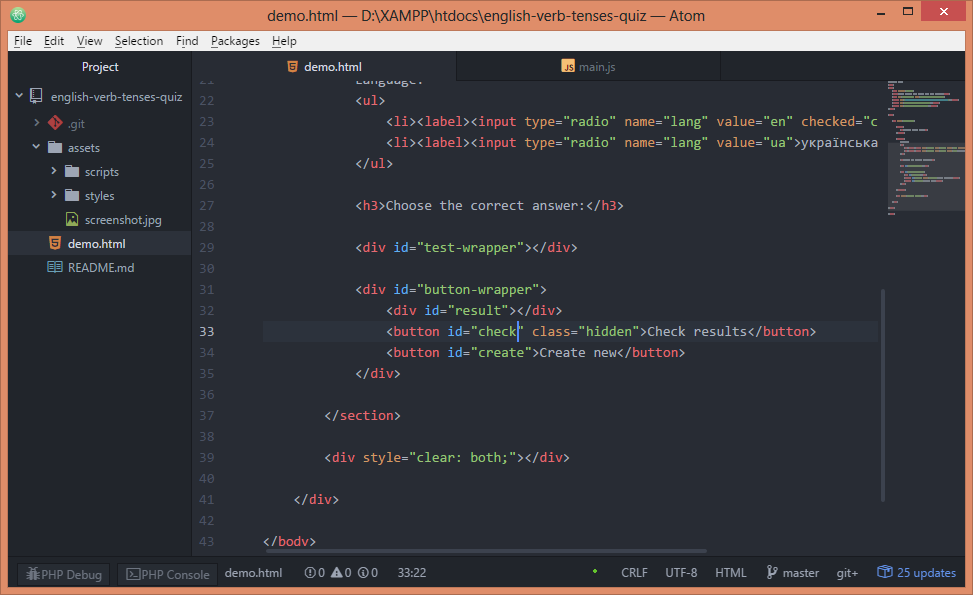 demo.html — D:\XAMPP\htdocs\english-verb-tenses-quiz — Atom
File Edit View Selection Find Packages Help
Project
english-verb-tenses-quiz
.git
assets
scripts
styles
screenshot.jpg
demo.html
README.md
demo.html
main.js
21 Language:
22 <ul>
23 <li><label><input type="radio" name="lang" value="en" checked="c
24 <li><label><input type="radio" name="lang" value="ua">українська
25 </ul>
26
27 <h3>Choose the correct answer:</h3>
28
29 <div id="test-wrapper"></div>
30
31 <div id="button-wrapper">
32 <div id="result"></div>
33 <button id="check" class="hidden">Check results</button>
34 <button id="create">Create new</button>
35 </div>
36
37 </section>
38
39 <div style="clear: both;"></div>
40
41 </div>
42
43 </body>
PHP Debug PHP Console demo.html 0 0 0 33:22 CRLF UTF-8 HTML master git+ 25 updates